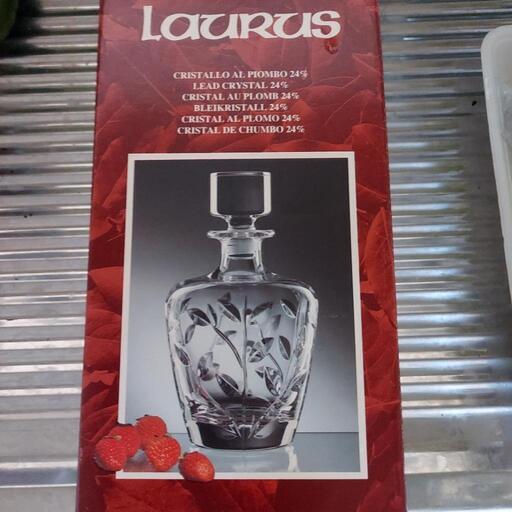 Laurus
CRISTALLO AL PIOMBO 24%
LEAD CRYSTAL 24%
CRISTAL AU PLOMB 24%
BLEIKRISTALL 24%
CRISTAL AL PLOMO 24%
CRISTAL DE CHUMBO 24%